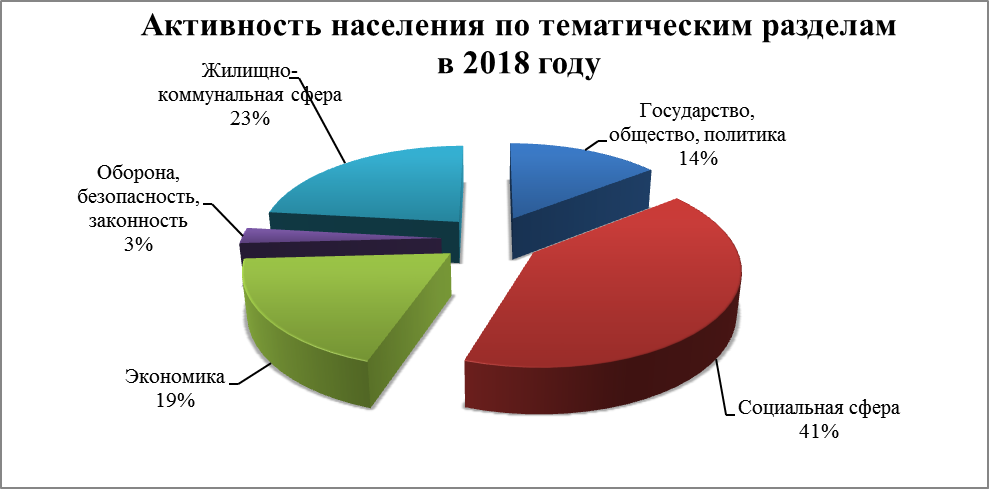 Активность населения по тематическим разделам
в 2018 году
Жилищно-
коммунальная сфера
23%
Государство,
общество, политика
14%
Оборона,
безопасность,
законность
3%
Экономика
19%
Социальная сфера
41%